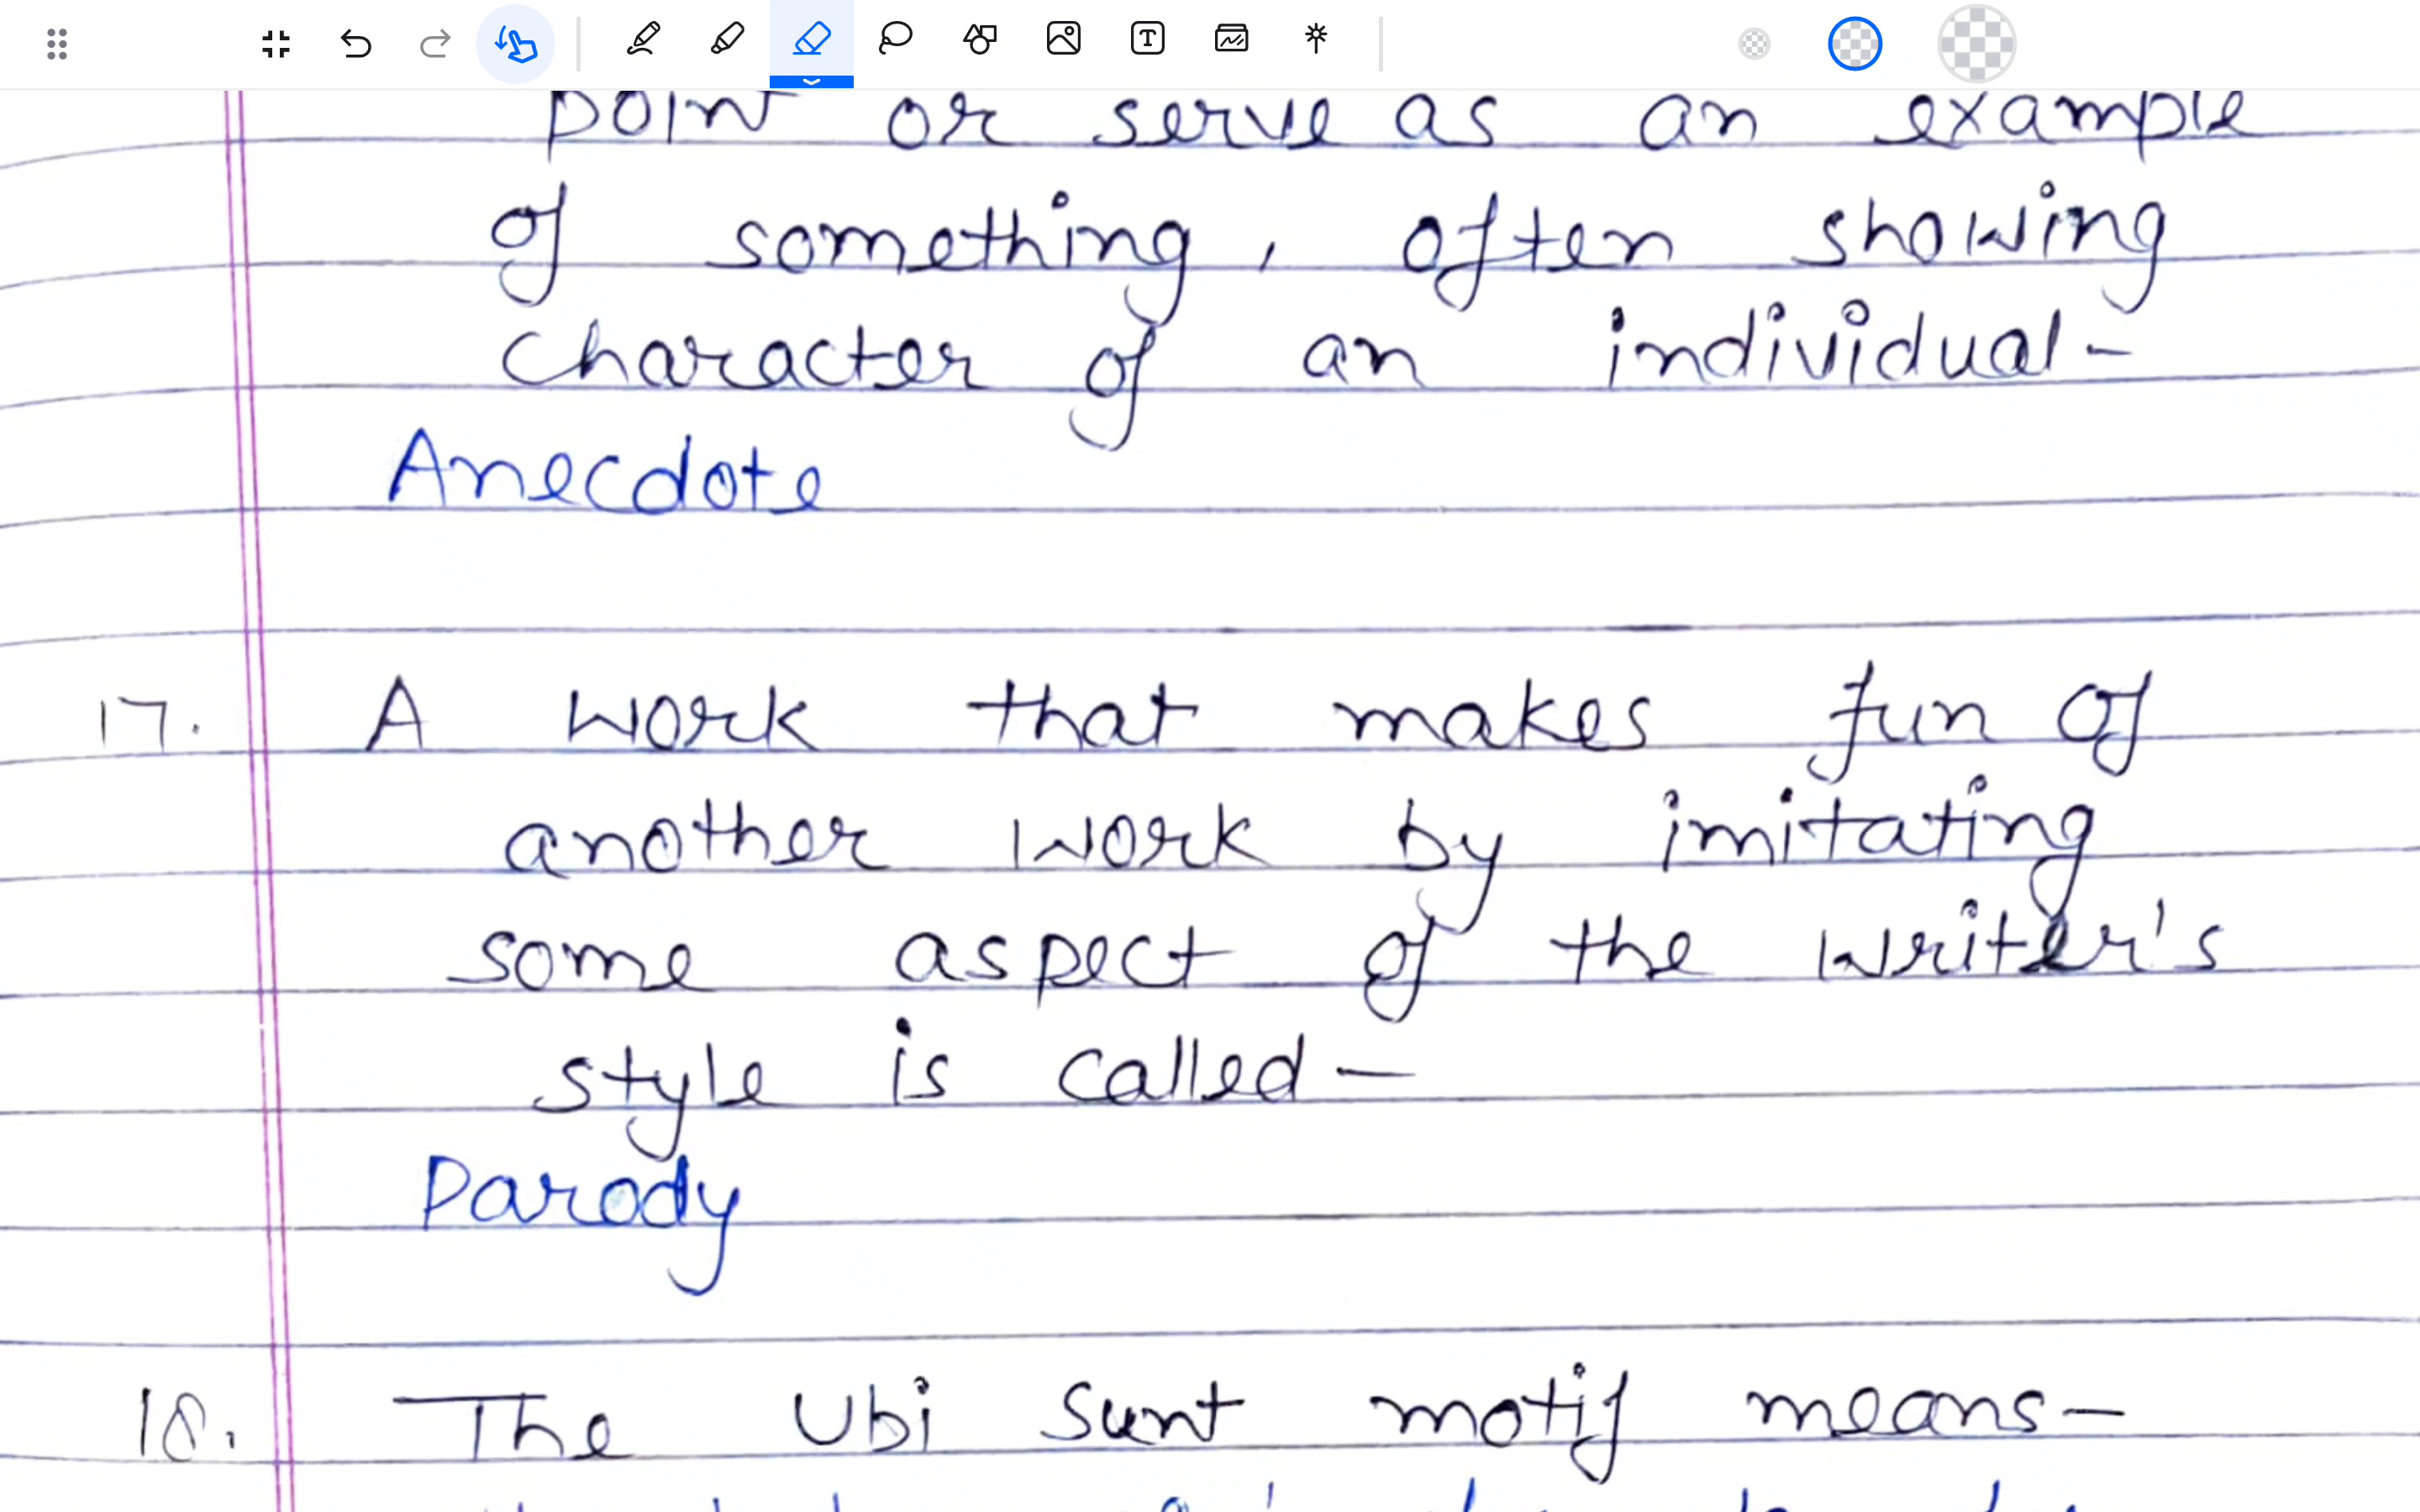 point or serve as an example
of something, often showing
character of an individual-
Anecdote
17. A work that makes fun of
another work by imitating
some aspect of the writer's
style is called-
Parody
18. The Ubi sunt motif means-